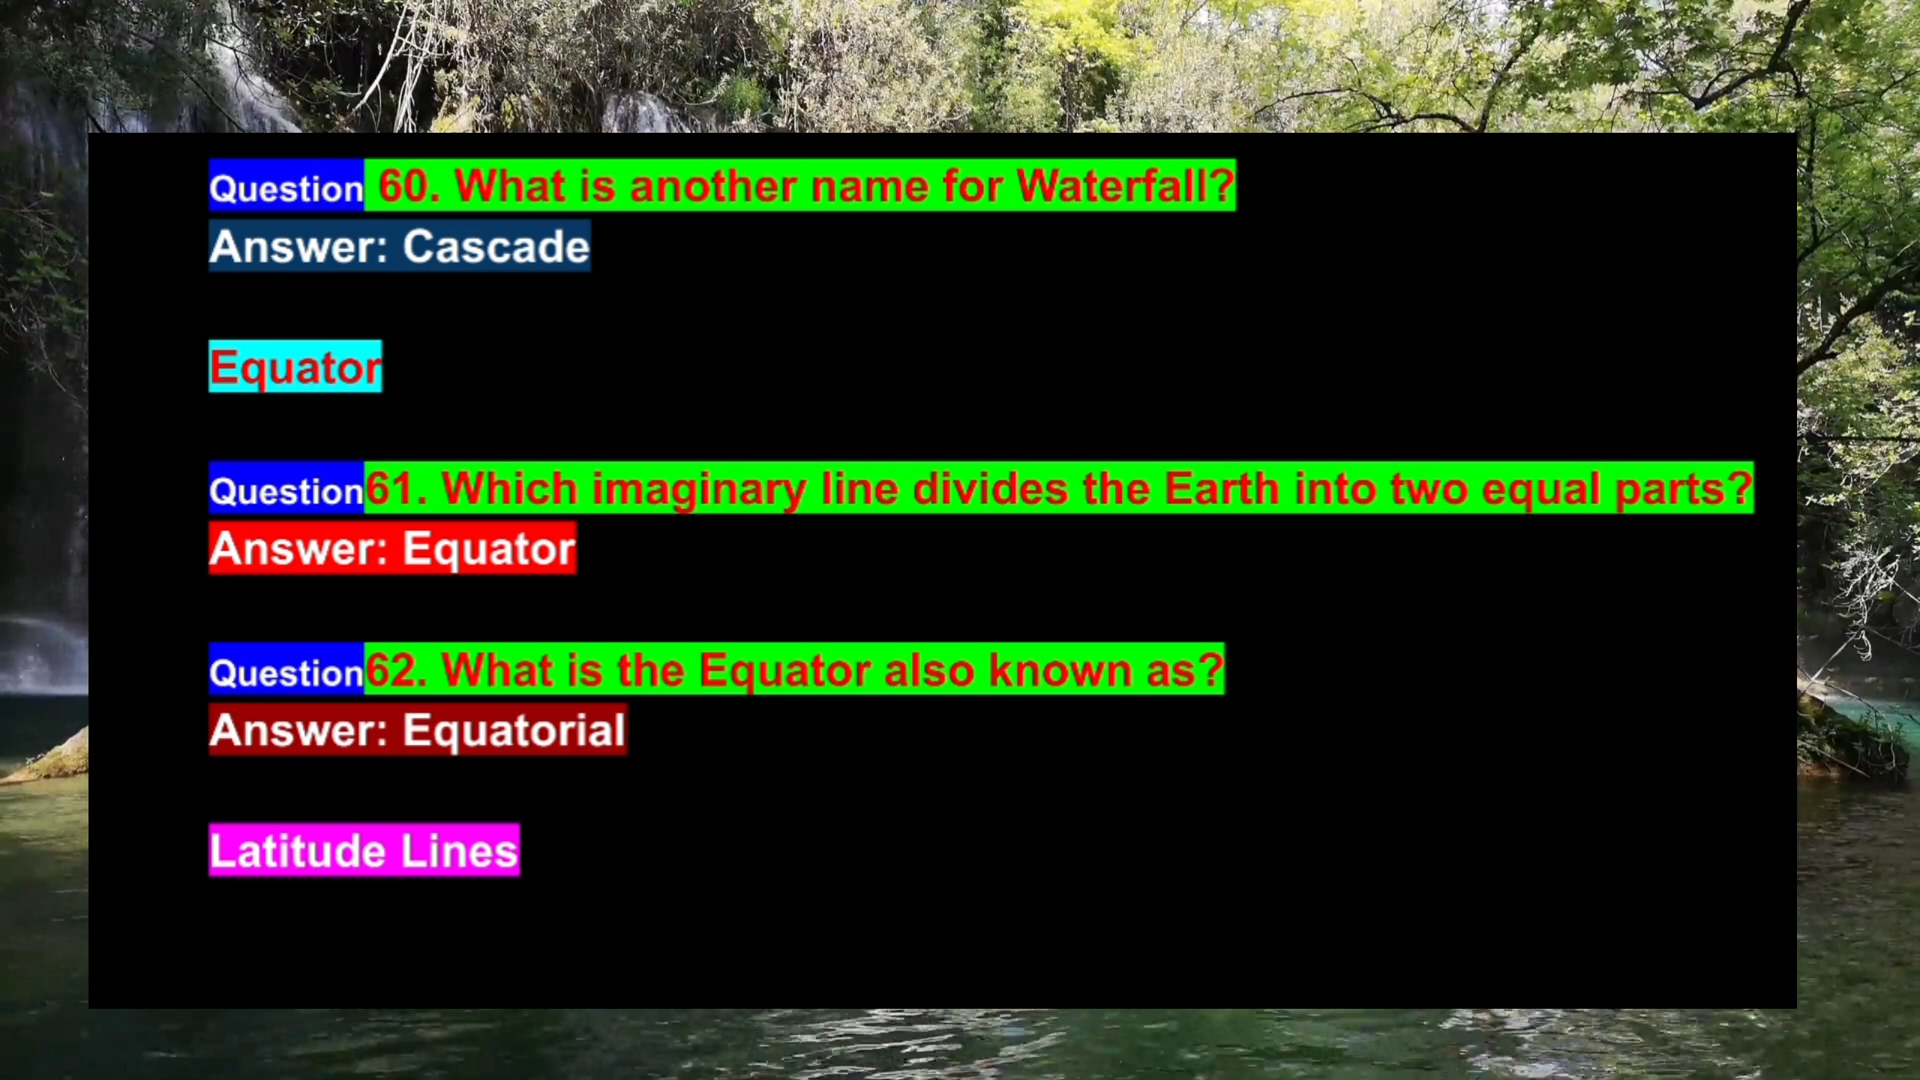 Question 60. What is another name for Waterfall?
Answer: Cascade
Equator
Question61. Which imaginary line divides the Earth into two equal parts?
Answer: Equator
Question62. What is the Equator also known as?
Answer: Equatorial
Latitude Lines